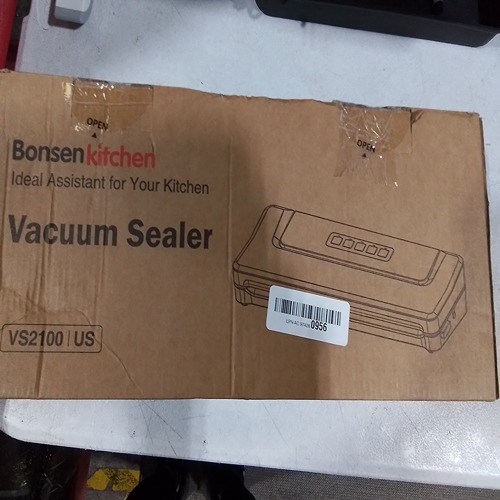 OPEN
OPEN
Bonsenkitchen
Ideal Assistant for Your Kitchen
Vacuum Sealer
0956
VS2100 | US